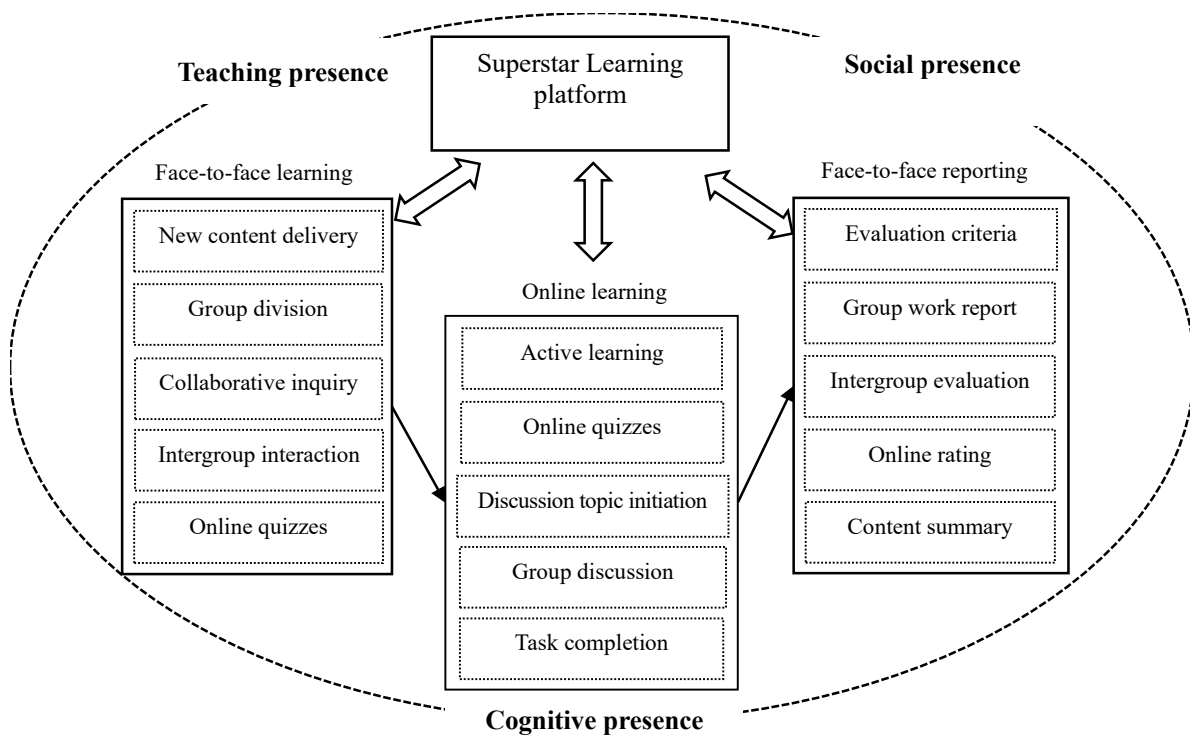 Teaching presence
Superstar Learning
platform
Social presence
Face-to-face learning
New content delivery
Group division
Collaborative inquiry
Intergroup interaction
Online quizzes
Online learning
Active learning
Online quizzes
Discussion topic initiation
Group discussion
Task completion
Face-to-face reporting
Evaluation criteria
Group work report
Intergroup evaluation
Online rating
Content summary
Cognitive presence